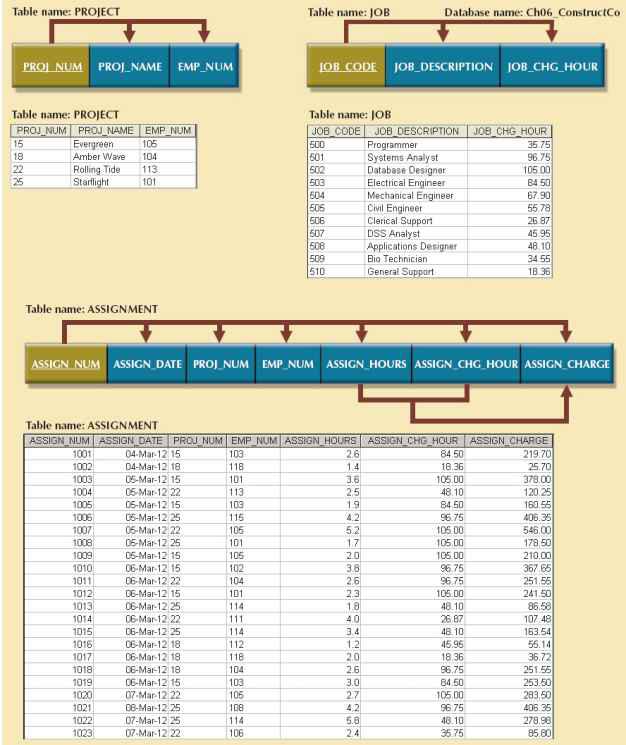 Table name: PROJECT
PROJ_NUM PROJ_NAME EMP_NUM
Table name: JOB Database name: Ch06_ConstructCo
JOB_CODE JOB_DESCRIPTION JOB_CHG_HOUR
Table name: PROJECT
PROJ_NUM PROJ_NAME EMP_NUM
15 Evergreen 105
18 Amber Wave 104
22 Rolling Tide 113
25 Starflight 101
Table name: JOB
JOB_CODE JOB_DESCRIPTION JOB_CHG_HOUR
500 Programmer 35.75
501 Systems Analyst 96.75
502 Database Designer 105.00
503 Electrical Engineer 84.50
504 Mechanical Engineer 67.90
505 Civil Engineer 55.78
506 Clerical Support 26.87
507 DSS Analyst 45.95
508 Applications Designer 48.10
509 Bio Technician 34.55
510 General Support 18.36
Table name: ASSIGNMENT
ASSIGN_NUM ASSIGN_DATE PROJ_NUM EMP_NUM ASSIGN_HOURS ASSIGN_CHG_HOUR ASSIGN_CHARGE
Table name: ASSIGNMENT
ASSIGN_NUM ASSIGN_DATE PROJ_NUM EMP_NUM ASSIGN_HOURS ASSIGN_CHG_HOUR ASSIGN_CHARGE
1001 04-Mar-12 15 103 2.6 84.50 219.70
1002 04-Mar-12 18 118 1.4 18.36 25.70
1003 05-Mar-12 15 101 3.6 105.00 378.00
1004 05-Mar-12 22 113 2.5 48.10 120.25
1005 05-Mar-12 15 103 1.9 84.50 160.55
1006 05-Mar-12 25 115 4.2 96.75 406.35
1007 05-Mar-12 22 105 5.2 105.00 546.00
1008 05-Mar-12 25 101 1.7 105.00 178.50
1009 05-Mar-12 15 105 2.0 105.00 210.00
1010 06-Mar-12 15 102 3.8 96.75 367.65
1011 06-Mar-12 22 104 2.6 96.75 251.55
1012 06-Mar-12 15 101 2.3 105.00 241.50
1013 06-Mar-12 25 114 1.8 48.10 86.58
1014 06-Mar-12 22 111 4.0 26.87 107.48
1015 06-Mar-12 25 114 3.4 48.10 163.54
1016 06-Mar-12 18 112 1.2 45.95 55.14
1017 06-Mar-12 18 118 2.0 18.36 36.72
1018 06-Mar-12 18 104 2.6 96.75 251.55
1019 06-Mar-12 15 103 3.0 84.50 253.50
1020 07-Mar-12 22 105 2.7 105.00 283.50
1021 08-Mar-12 25 108 4.2 96.75 406.35
1022 07-Mar-12 25 114 5.8 48.10 278.98
1023 07-Mar-12 22 106 2.4 35.75 85.80